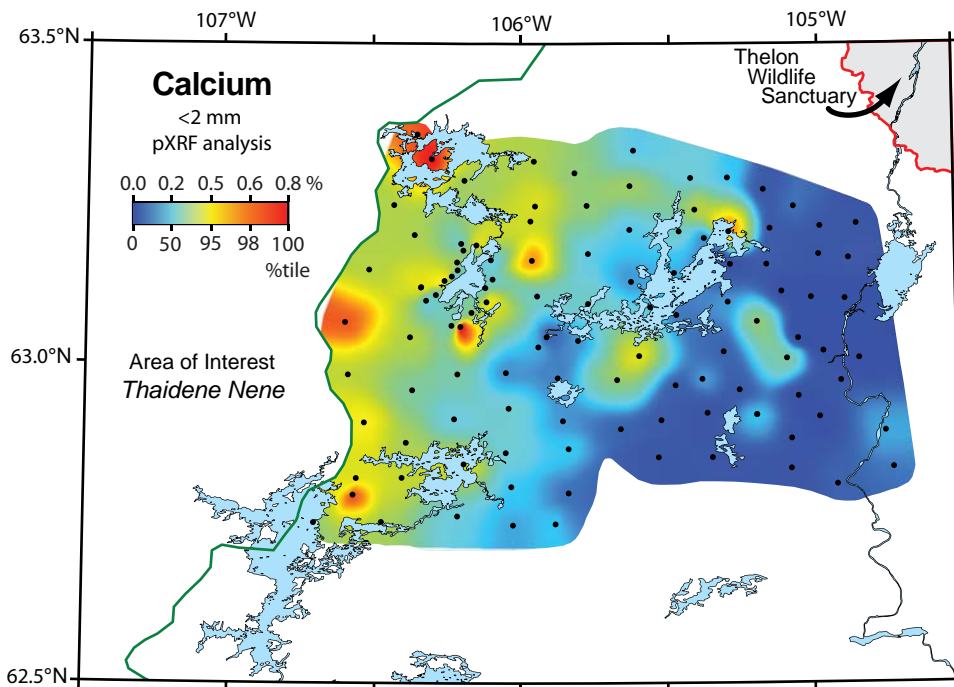 107°W 106°W 105°W
63.5°N
Thelon
Wildlife
Sanctuary
Calcium
<2 mm
pXRF analysis
0.0 0.2 0.5 0.6 0.8 %
0 50 95 98 100
%tile
63.0°N
Area of Interest
Thaidene Nene
62.5°N